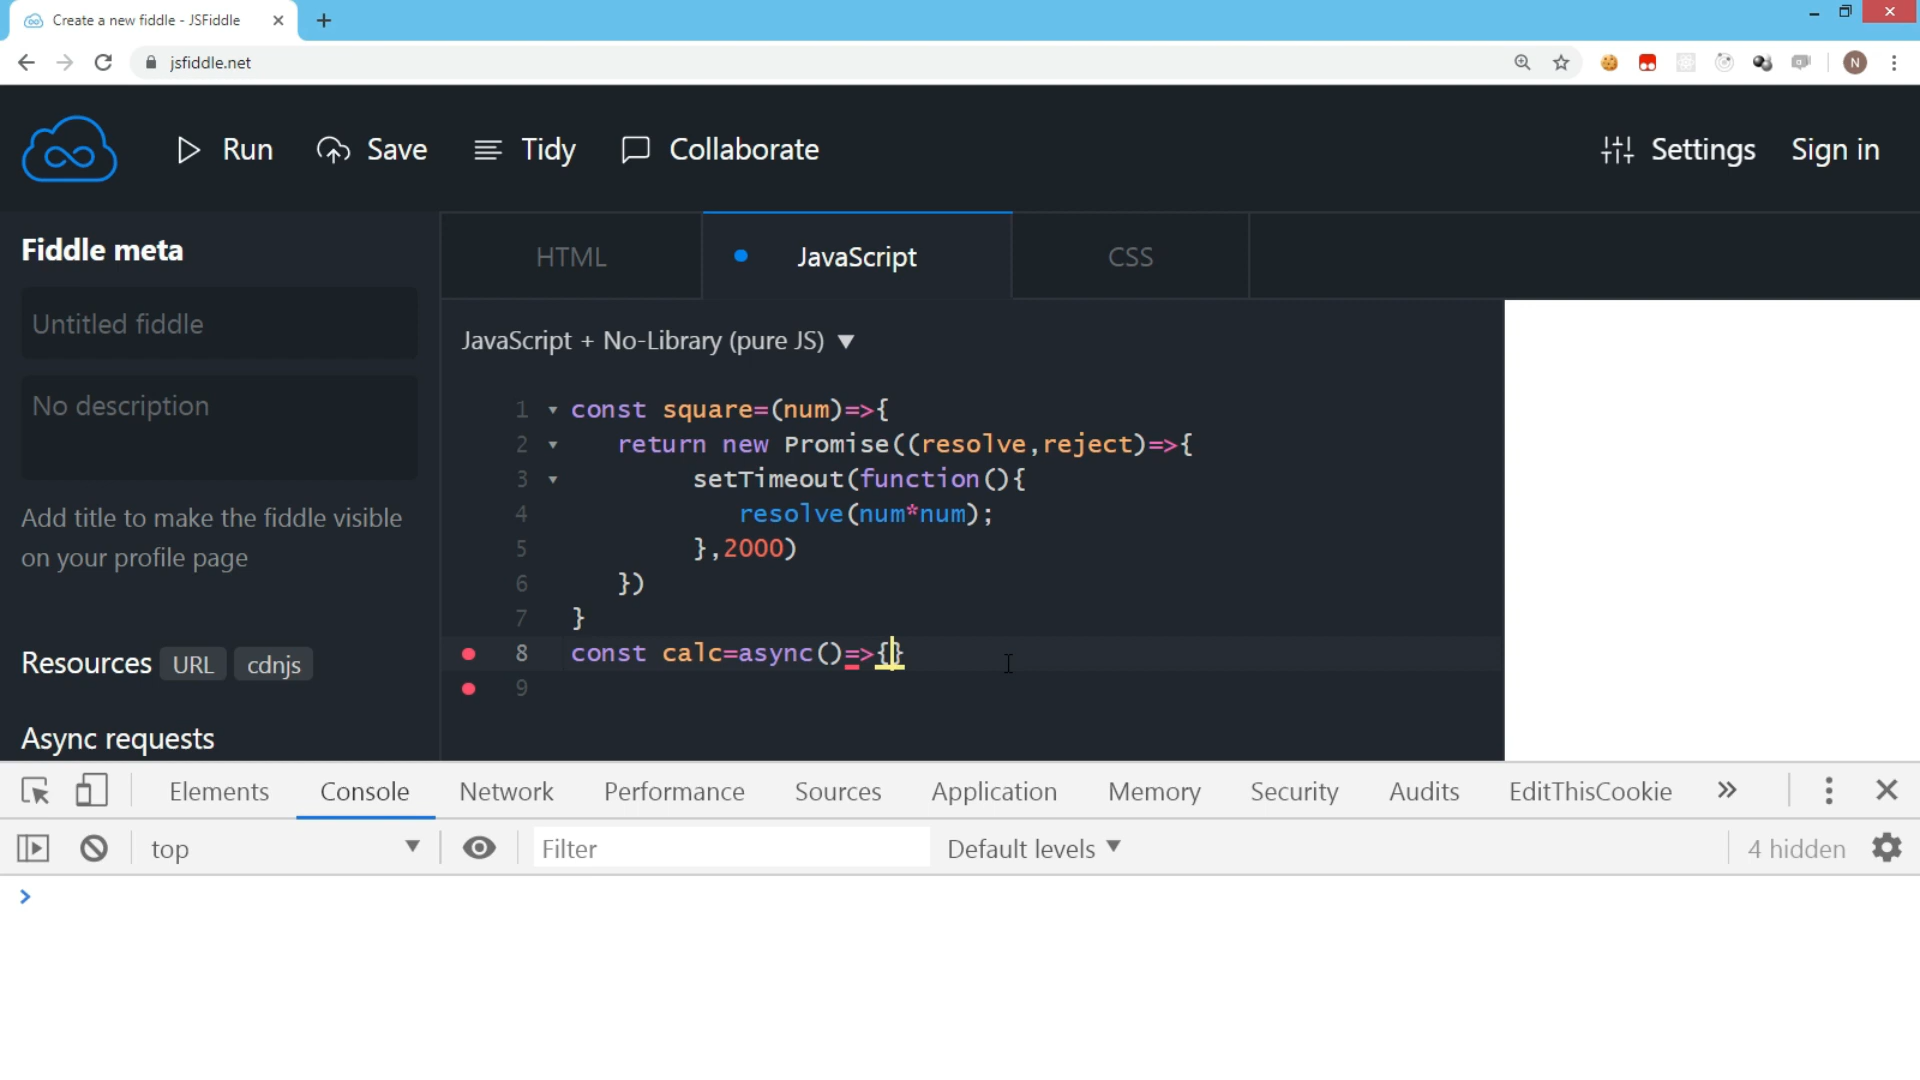 Create a new fiddle - JSFiddle
jsfiddle.net
N
Run Save Tidy Collaborate Settings Sign in
Fiddle meta
Untitled fiddle
No description
Add title to make the fiddle visible
on your profile page
Resources URL cdnjs
Async requests
HTML JavaScript CSS
JavaScript + No-Library (pure JS) ▼
1 const square=(num)=>{
2 return new Promise((resolve,reject)=>{
3 setTimeout(function(){
4 resolve(num*num);
5 },2000)
6 })
7 }
8 const calc=async()=>{}
9
Elements Console Network Performance Sources Application Memory Security Audits EditThisCookie »
top Filter Default levels 4 hidden